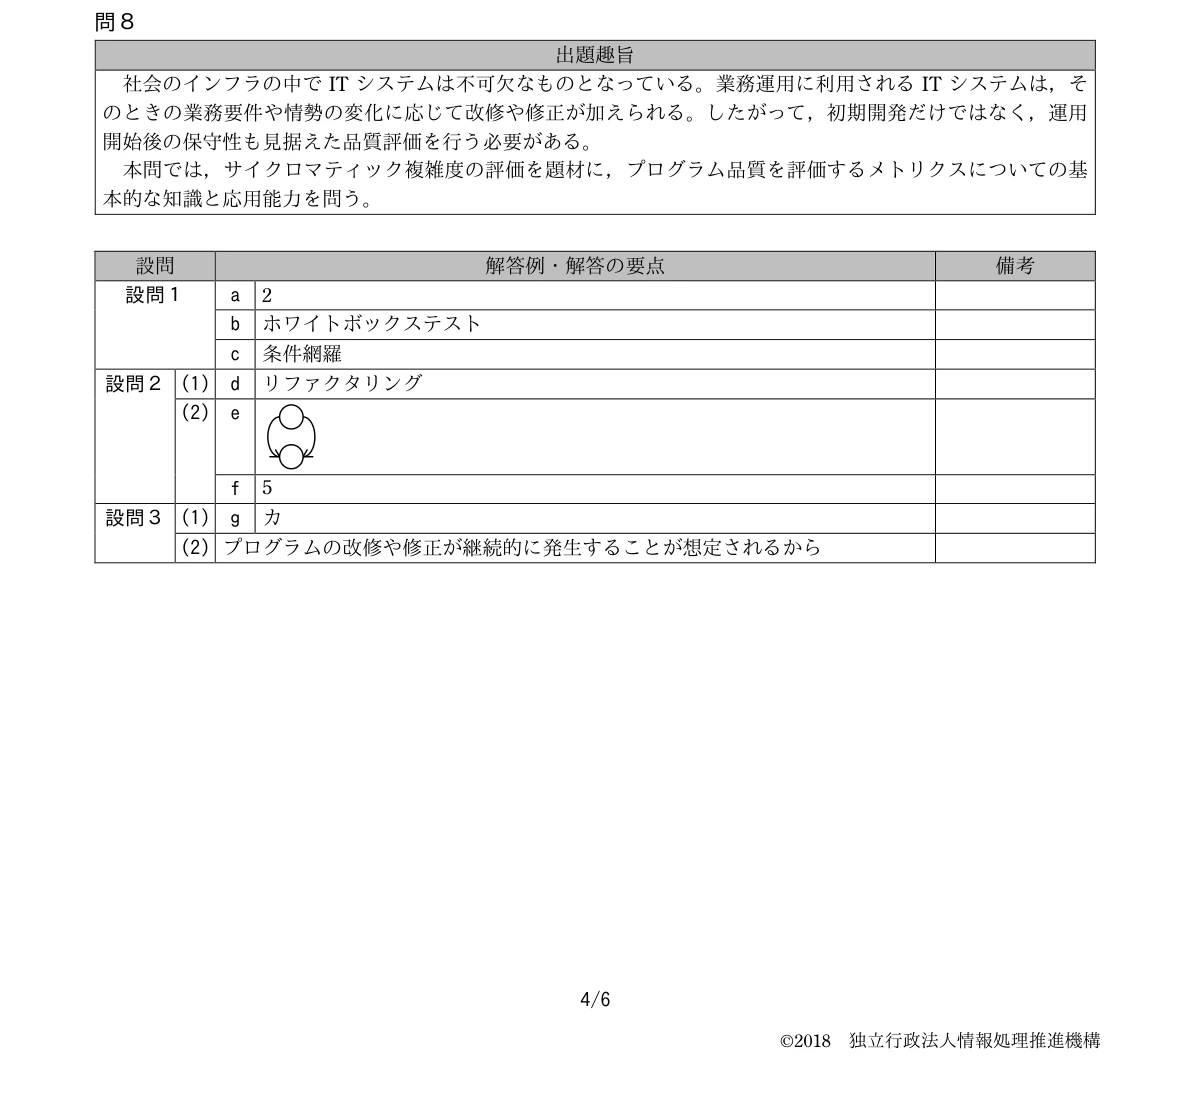 問８
出題趣旨
社会のインフラの中で IT システムは不可欠なものとなっている。業務運用に利用される IT システムは，そ
のときの業務要件や情勢の変化に応じて改修や修正が加えられる。したがって，初期開発だけではなく，運用
開始後の保守性も見据えた品質評価を行う必要がある。
本問では，サイクロマティック複雑度の評価を題材に，プログラム品質を評価するメトリクスについての基
本的な知識と応用能力を問う。
設問 解答例・解答の要点 備考
設問１ a 2
b ホワイトボックステスト
c 条件網羅
設問２ (1) d リファクタリング
(2) e
f 5
設問３ (1) g カ
(2) プログラムの改修や修正が継続的に発生することが想定されるから
4/6
©2018　独立行政法人情報処理推進機構